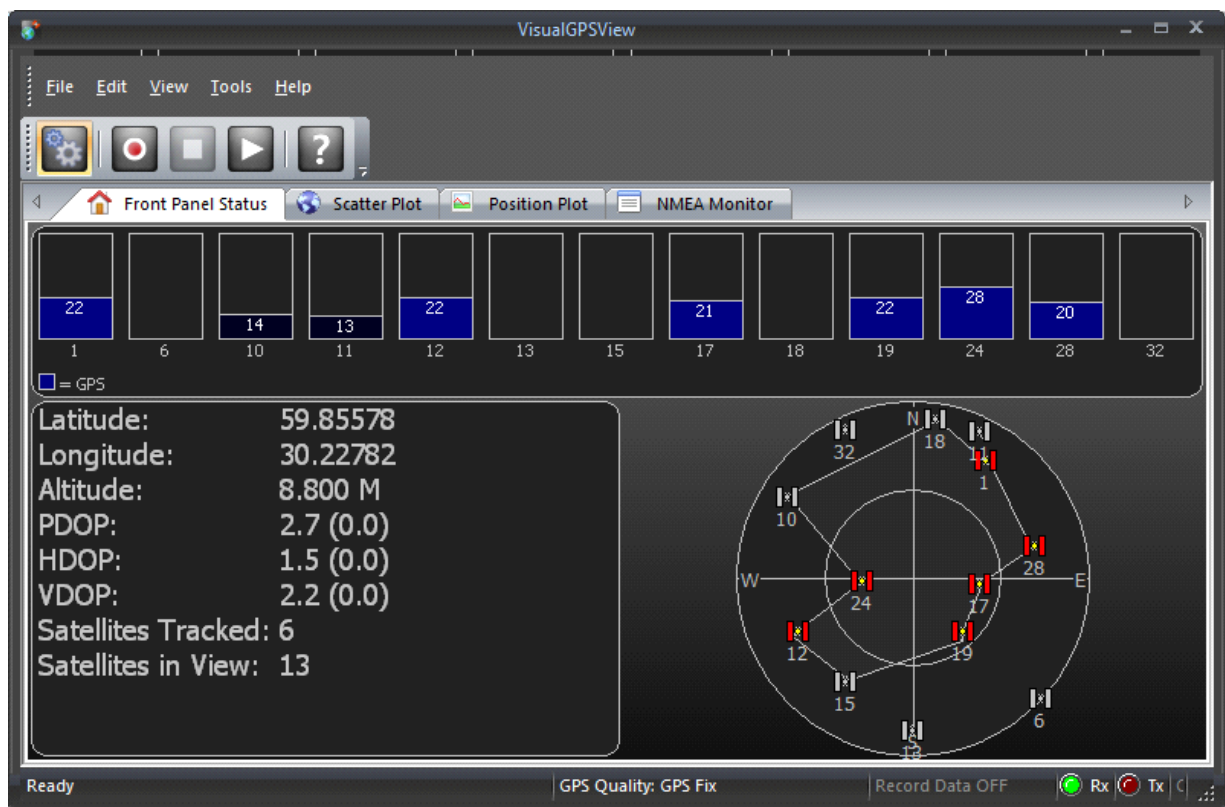 VisualGPSView
File Edit View Tools Help
Front Panel Status Scatter Plot Position Plot NMEA Monitor
22 14 13 22 21 22 28 20
1 6 10 11 12 13 15 17 18 19 24 28 32
= GPS
Latitude: 59.85578
Longitude: 30.22782
Altitude: 8.800 M
PDOP: 2.7 (0.0)
HDOP: 1.5 (0.0)
VDOP: 2.2 (0.0)
Satellites Tracked: 6
Satellites in View: 13
N
18
32
11
1
10
28
W
E
24
17
12
19
15
6
S
13
Ready GPS Quality: GPS Fix Record Data OFF Rx Tx C